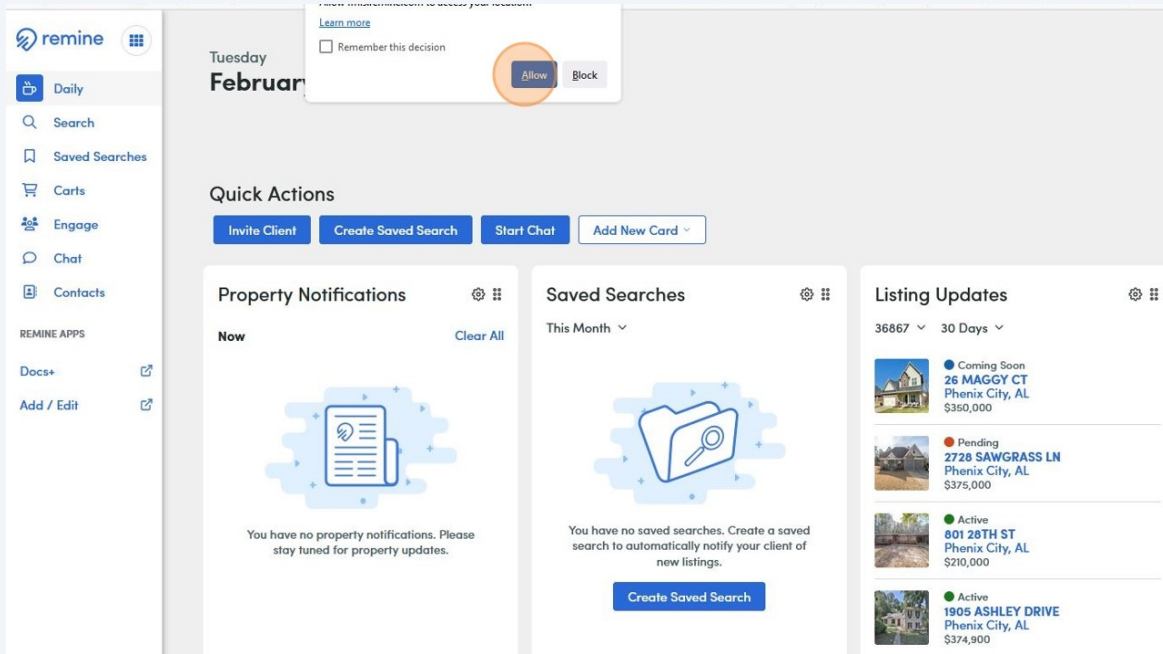 Learn more
Remember this decision
Allow
Block
remine
Daily
Search
Saved Searches
Carts
Engage
Chat
Contacts
REMINE APPS
Docs+
Add / Edit
Tuesday
February
Quick Actions
Invite Client
Create Saved Search
Start Chat
Add New Card
Property Notifications
Now
Clear All
You have no property notifications. Please
stay tuned for property updates.
Saved Searches
This Month
You have no saved searches. Create a saved
search to automatically notify your client of
new listings.
Create Saved Search
Listing Updates
36867
30 Days
Coming Soon
26 MAGGY CT
Phenix City, AL
$350,000
Pending
2728 SAWGRASS LN
Phenix City, AL
$375,000
Active
801 28TH ST
Phenix City, AL
$210,000
Active
1905 ASHLEY DRIVE
Phenix City, AL
$374,900